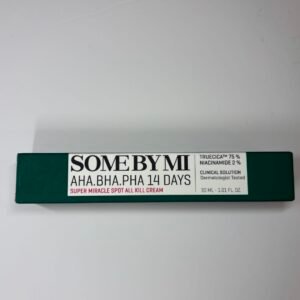 SOME BY MI
AHA.BHA.PHA 14 DAYS
SUPER MIRACLE SPOT ALL KILL CREAM
TRUECICA™ 75 %
NIACINAMIDE 2 %
CLINICAL SOLUTION
Dermatologist Tested
30 ML - 1.01 FL. OZ.